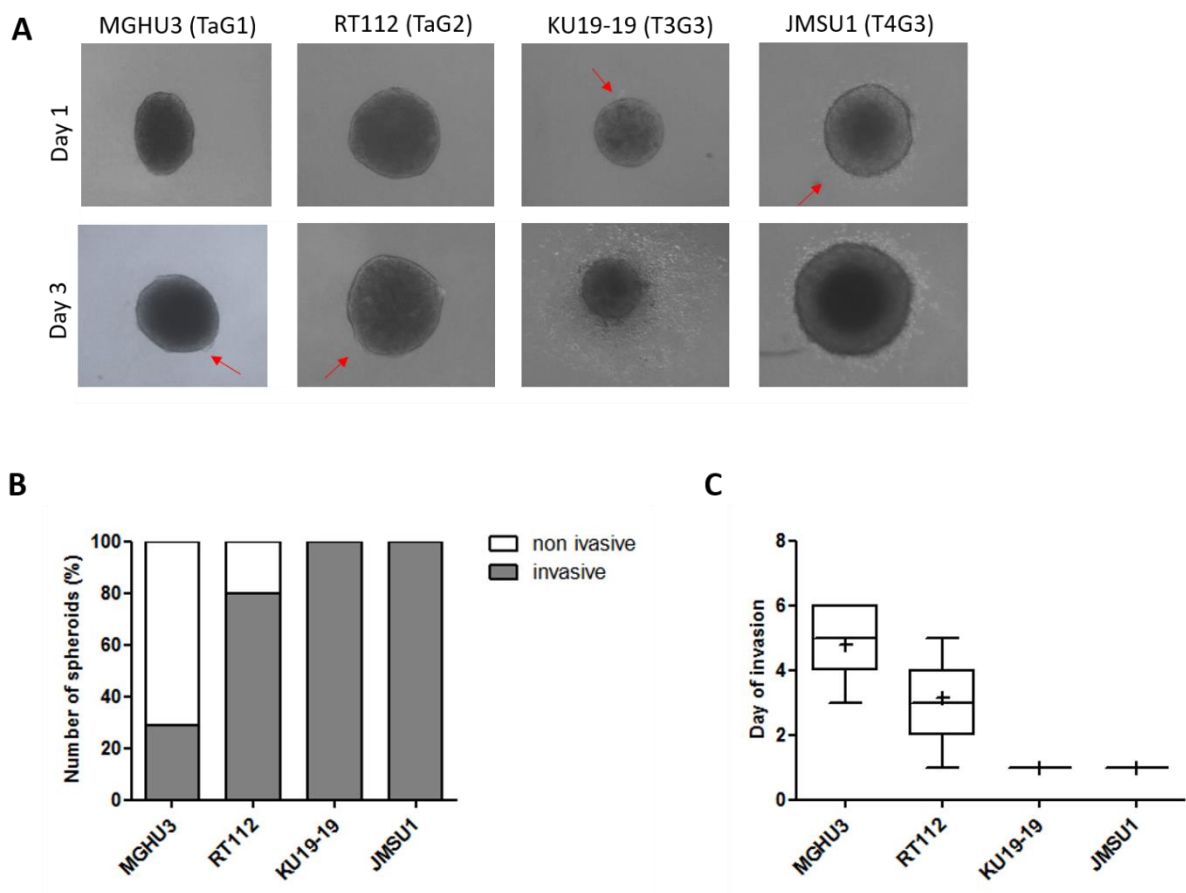 A
MGHU3 (TaG1) RT112 (TaG2) KU19-19 (T3G3) JMSU1 (T4G3)
Day 1
Day 3
B
Number of spheroids (%)
100
80
60
40
20
0
MGHU3 RT112 KU19-19 JMSU1
non ivasive
invasive
C
Day of invasion
8
6
4
2
0
MGHU3 RT112 KU19-19 JMSU1